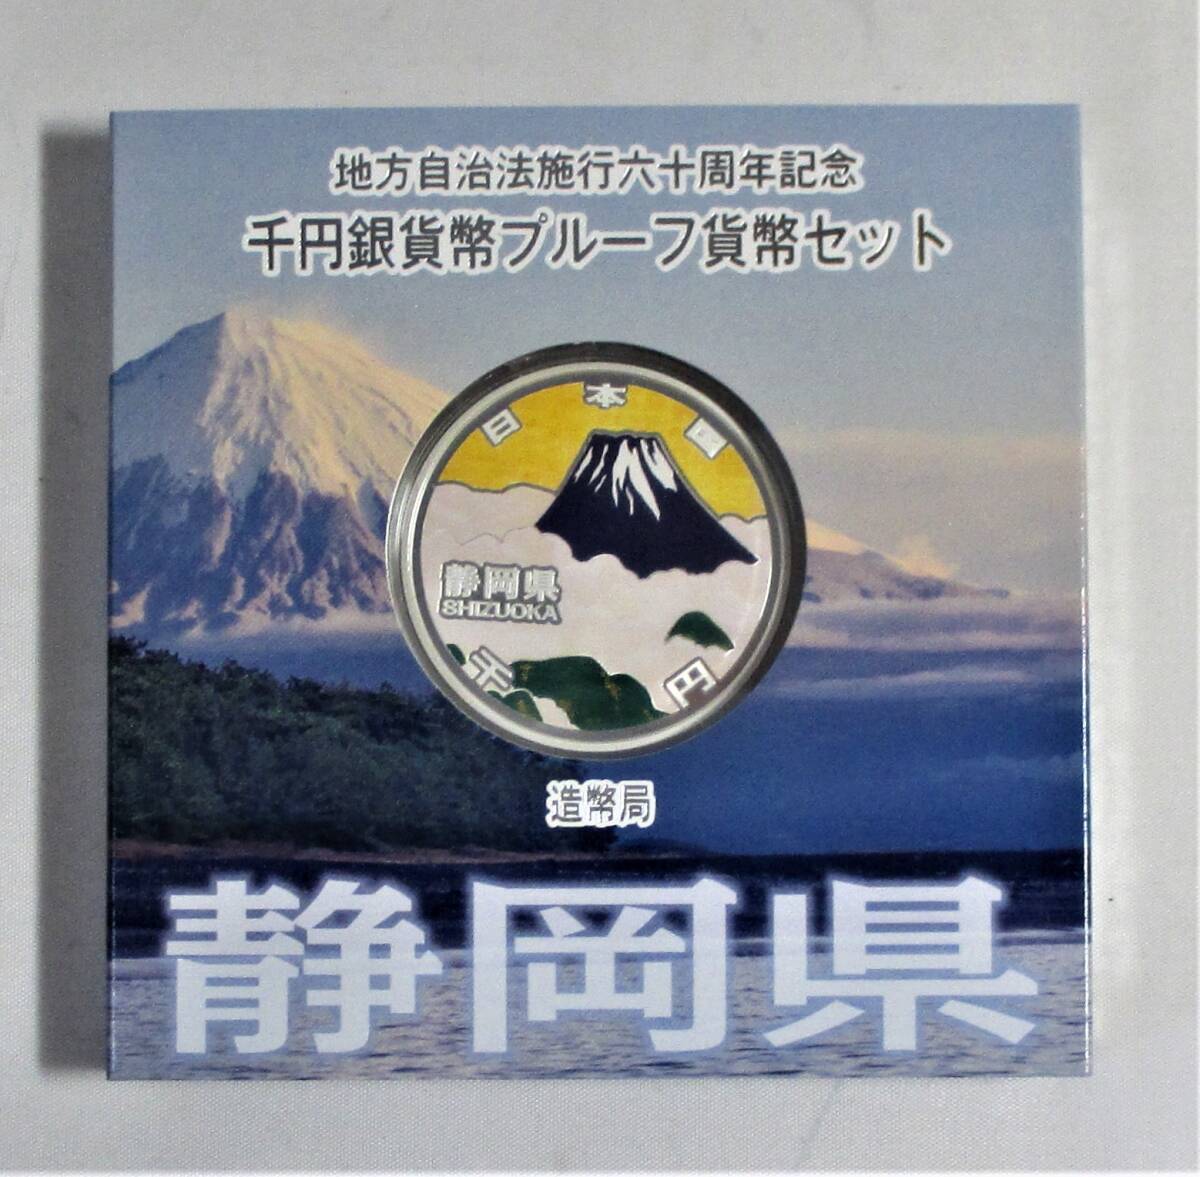 地方自治法施行六十周年記念
千円銀貨幣プルーフ貨幣セット
日本国
静岡県
SHIZUOKA
千円
造幣局
静岡県